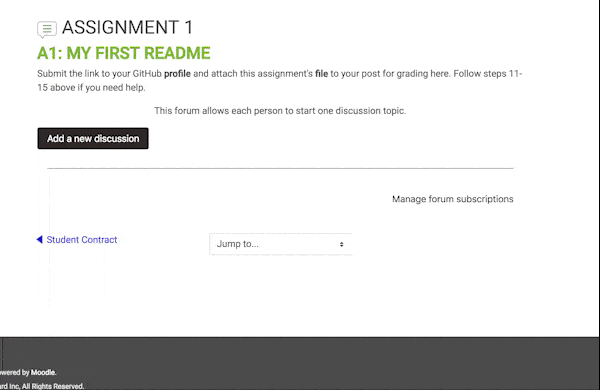 ASSIGNMENT 1
A1: MY FIRST README
Submit the link to your GitHub profile and attach this assignment's file to your post for grading here. Follow steps 11-
15 above if you need help.
This forum allows each person to start one discussion topic.
Add a new discussion
Manage forum subscriptions
Student Contract
Jump to...
owered by Moodle.
ard Inc, All Rights Reserved.